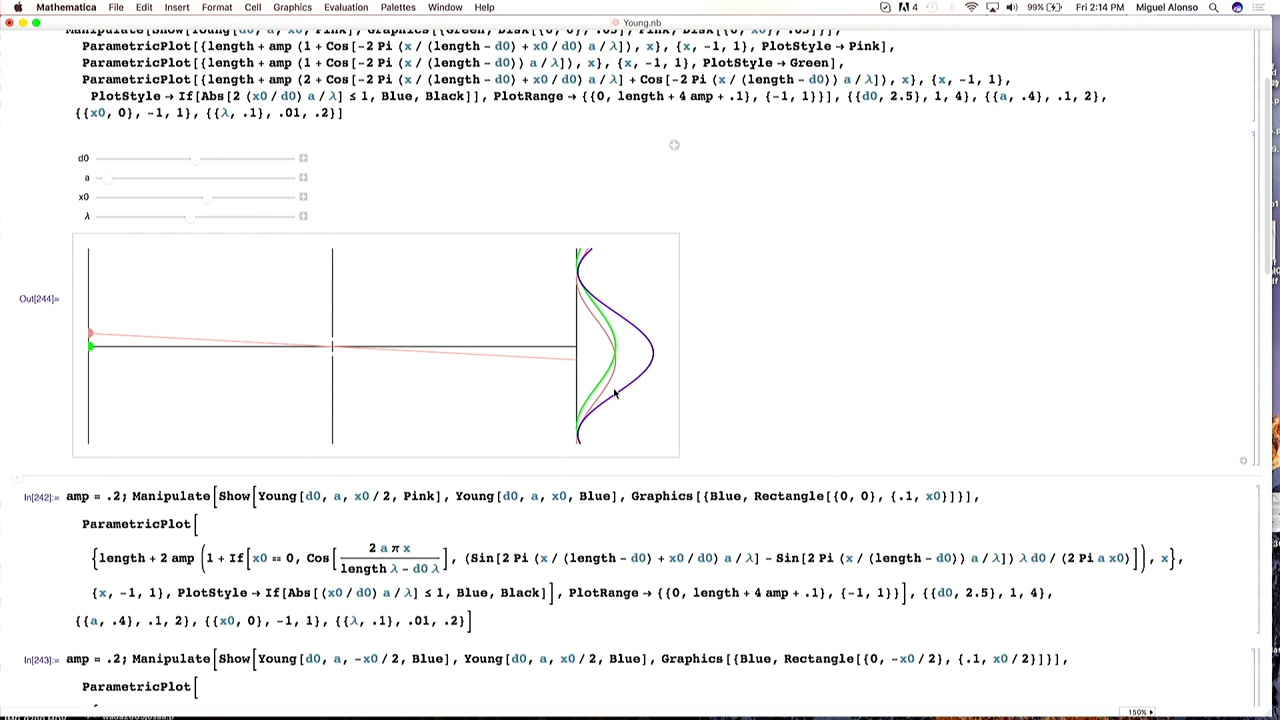 Mathematica File Edit Insert Format Cell Graphics Evaluation Palettes Window Help 4 99% Fri 2:14 PM Miguel Alonso
Young.nb
ParametricPlot[{length + amp (1 + Cos[-2 Pi (x / (length - d0) + x0 / d0) a / λ]), x}, {x, -1, 1}, PlotStyle → Pink],
ParametricPlot[{length + amp (1 + Cos[-2 Pi (x / (length - d0)) a / λ]), x}, {x, -1, 1}, PlotStyle → Green],
ParametricPlot[{length + amp (2 + Cos[-2 Pi (x / (length - d0) + x0 / d0) a / λ] + Cos[-2 Pi (x / (length - d0)) a / λ]), x}, {x, -1, 1},
PlotStyle → If[Abs[2 (x0 / d0) a / λ] ≤ 1, Blue, Black]], PlotRange → {{0, length + 4 amp + .1}, {-1, 1}}], {{d0, 2.5}, 1, 4}, {{a, .4}, .1, 2},
{{x0, 0}, -1, 1}, {{λ, .1}, .01, .2}]
d0
a
x0
λ
Out[244]=
In[242]:= amp = .2; Manipulate[Show[Young[d0, a, x0 / 2, Pink], Young[d0, a, x0, Blue], Graphics[{Blue, Rectangle[{0, 0}, {.1, x0}]}],
ParametricPlot[
{length + 2 amp (1 + If[x0 == 0, Cos[2 a π x / length λ - d0 λ], (Sin[2 Pi (x / (length - d0) + x0 / d0) a / λ] - Sin[2 Pi (x / (length - d0)) a / λ]) λ d0 / (2 Pi a x0)]), x},
{x, -1, 1}, PlotStyle → If[Abs[(x0 / d0) a / λ] ≤ 1, Blue, Black]], PlotRange → {{0, length + 4 amp + .1}, {-1, 1}}], {{d0, 2.5}, 1, 4},
{{a, .4}, .1, 2}, {{x0, 0}, -1, 1}, {{λ, .1}, .01, .2}]
In[243]:= amp = .2; Manipulate[Show[Young[d0, a, -x0 / 2, Blue], Young[d0, a, x0 / 2, Blue], Graphics[{Blue, Rectangle[{0, -x0 / 2}, {.1, x0 / 2}]}],
ParametricPlot[
150%